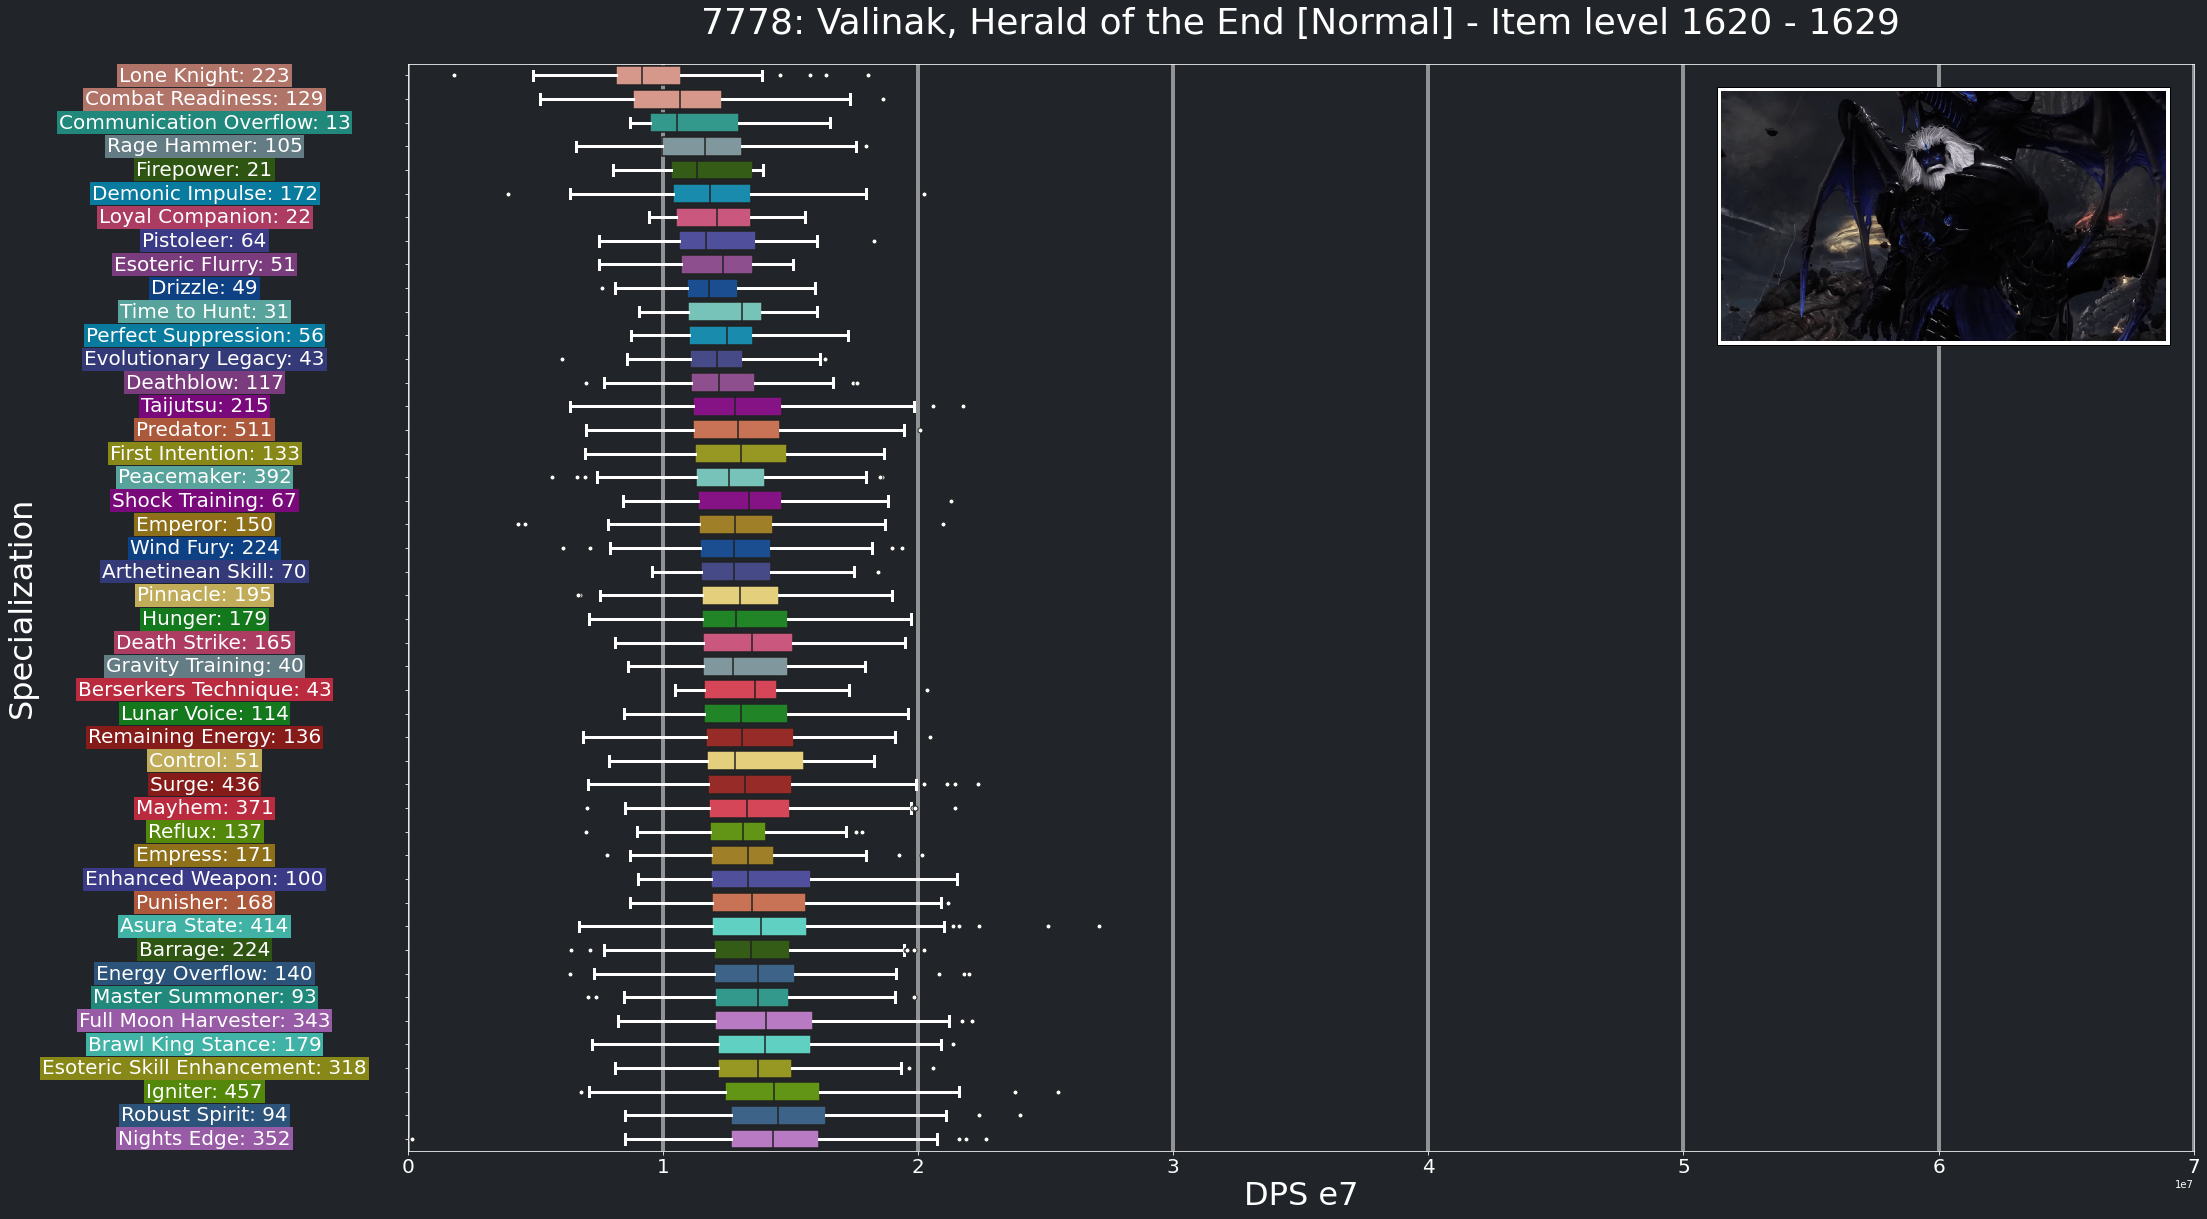 7778: Valinak, Herald of the End [Normal] - Item level 1620 - 1629
Specialization
Lone Knight: 223
Combat Readiness: 129
Communication Overflow: 13
Rage Hammer: 105
Firepower: 21
Demonic Impulse: 172
Loyal Companion: 22
Pistoleer: 64
Esoteric Flurry: 51
Drizzle: 49
Time to Hunt: 31
Perfect Suppression: 56
Evolutionary Legacy: 43
Deathblow: 117
Taijutsu: 215
Predator: 511
First Intention: 133
Peacemaker: 392
Shock Training: 67
Emperor: 150
Wind Fury: 224
Arthetinean Skill: 70
Pinnacle: 195
Hunger: 179
Death Strike: 165
Gravity Training: 40
Berserkers Technique: 43
Lunar Voice: 114
Remaining Energy: 136
Control: 51
Surge: 436
Mayhem: 371
Reflux: 137
Empress: 171
Enhanced Weapon: 100
Punisher: 168
Asura State: 414
Barrage: 224
Energy Overflow: 140
Master Summoner: 93
Full Moon Harvester: 343
Brawl King Stance: 179
Esoteric Skill Enhancement: 318
Igniter: 457
Robust Spirit: 94
Nights Edge: 352
0 1 2 3 4 5 6 7
DPS e7
1e7